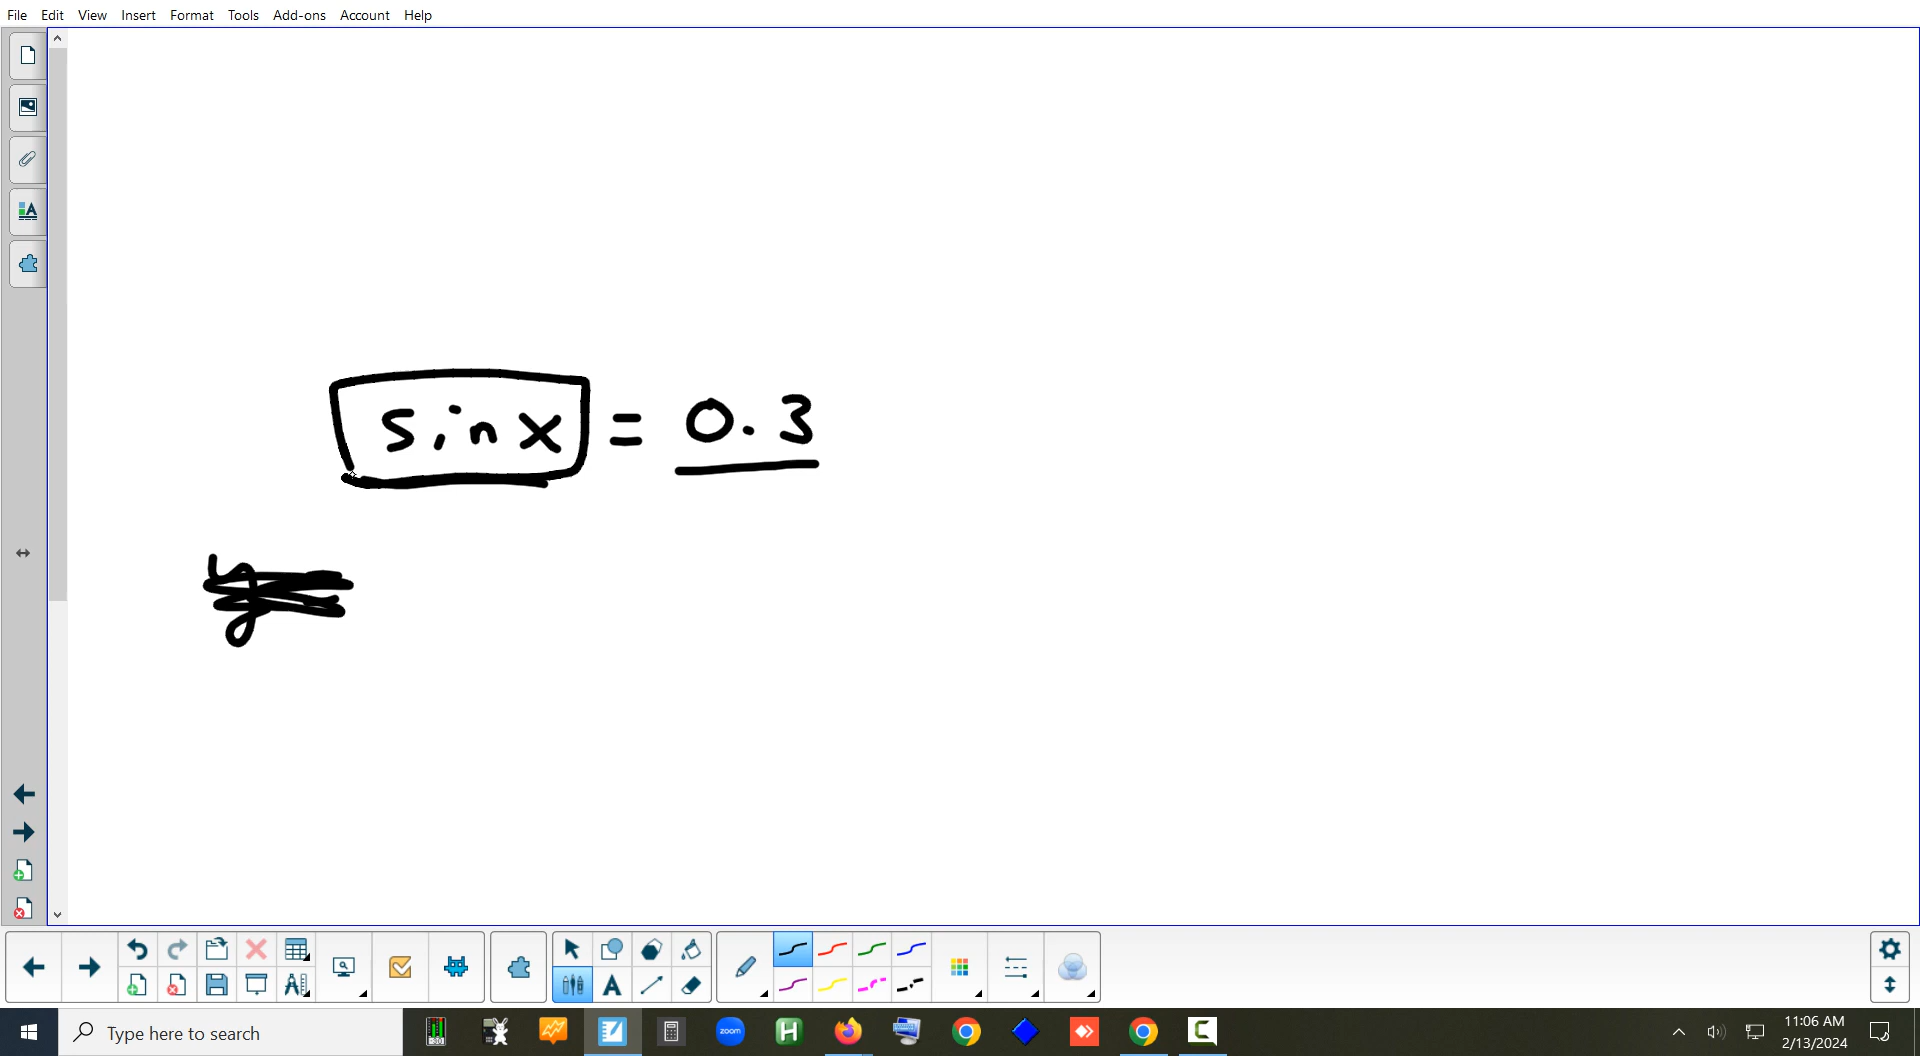 File Edit View Insert Format Tools Add-ons Account Help
sin x = 0.3
Type here to search
zoom
11:06 AM
2/13/2024